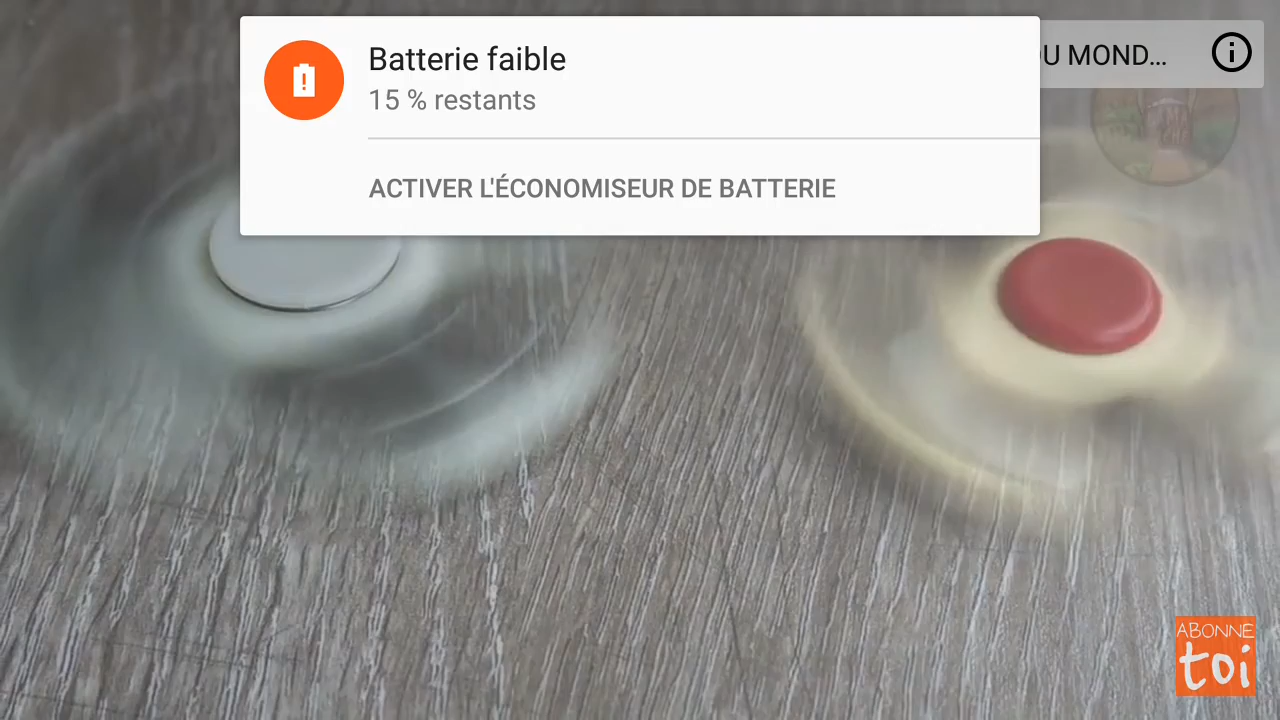 Batterie faible
15 % restants
ACTIVER L'ÉCONOMISEUR DE BATTERIE
U MOND...
ABONNE
toi